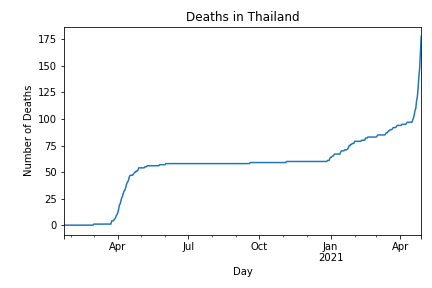 Deaths in Thailand
Number of Deaths
175
150
125
100
75
50
25
0
Apr
Jul
Oct
Jan
2021
Apr
Day